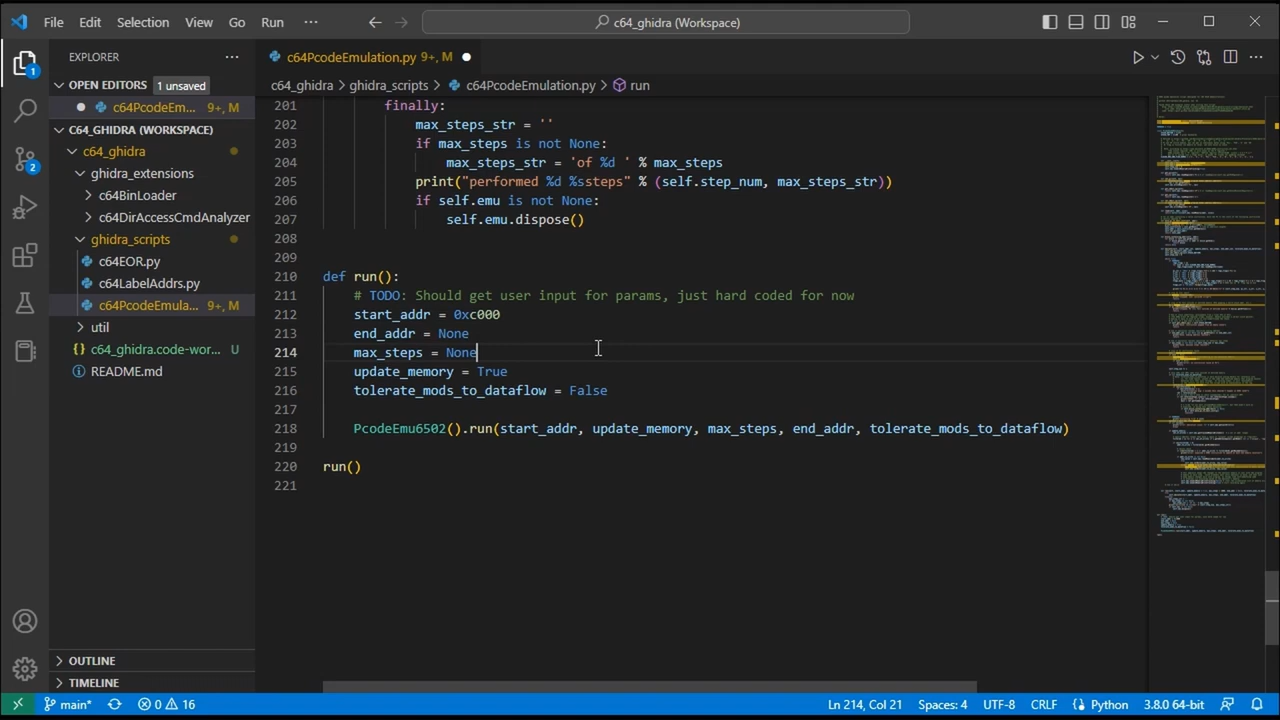 File Edit Selection View Go Run ··· c64_ghidra (Workspace)
EXPLORER ···
OPEN EDITORS 1 unsaved
c64PcodeEm... 9+, M
C64_GHIDRA (WORKSPACE)
c64_ghidra
ghidra_extensions
c64BinLoader
c64DirAccessCmdAnalyzer
ghidra_scripts
c64EOR.py
c64LabelAddrs.py
c64PcodeEmula... 9+, M
util
c64_ghidra.code-wor... U
README.md
OUTLINE
TIMELINE
c64PcodeEmulation.py 9+, M
c64_ghidra > ghidra_scripts > c64PcodeEmulation.py > run
201 finally:
202 max_steps_str = ''
203 if max_steps is not None:
204 max_steps_str = 'of %d ' % max_steps
205 print("performed %d %ssteps" % (self.step_num, max_steps_str))
206 if self.emu is not None:
207 self.emu.dispose()
208
209
210 def run():
211 # TODO: Should get user input for params, just hard coded for now
212 start_addr = 0xc000
213 end_addr = None
214 max_steps = None
215 update_memory = True
216 tolerate_mods_to_dataflow = False
217
218 PcodeEmu6502().run(start_addr, update_memory, max_steps, end_addr, tolerate_mods_to_dataflow)
219
220 run()
221
main* 0 16 Ln 214, Col 21 Spaces: 4 UTF-8 CRLF Python 3.8.0 64-bit